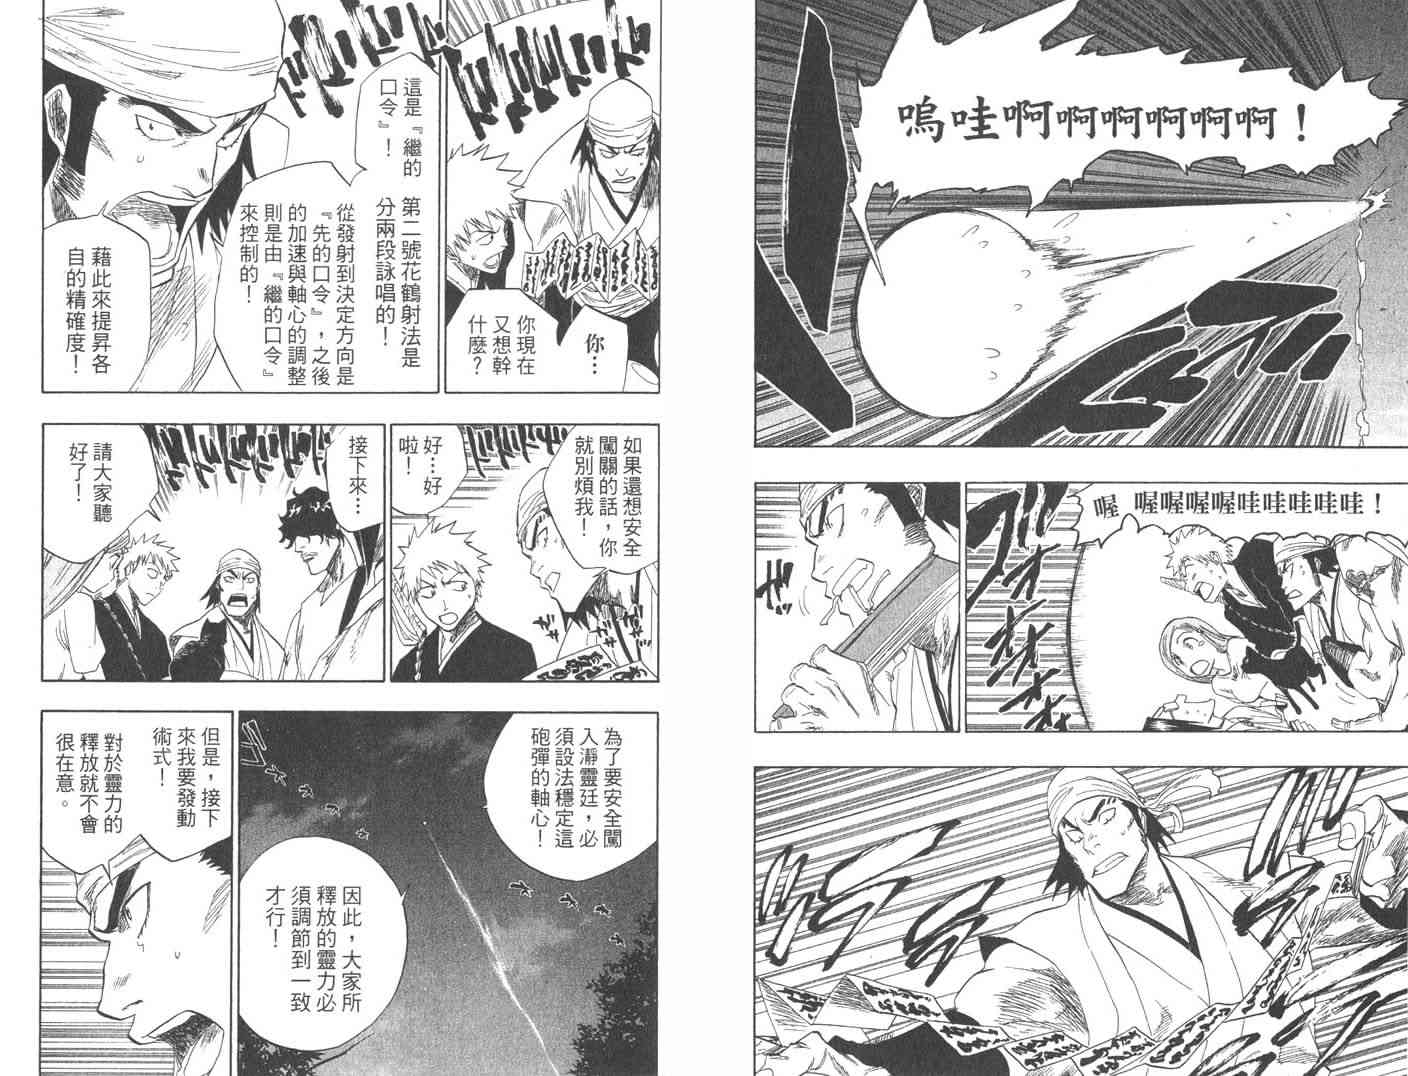 嗚哇啊啊啊啊啊啊！
喔喔喔喔喔哇哇哇哇哇！
你…
你現在
又想幹
什麼？
這是『繼的
口令』！
第二號花鶴射法是
分兩段詠唱的！
從發射到決定方向是
『先的口令』，之後
的加速與軸心的調整
則是由『繼的口令』
來控制的！
藉此來提昇各
自的精確度！
如果還想安全
闖關的話，你
就別煩我！
好…好
啦！
接下來…
請大家聽
好了！
為了要安全闖
入瀞靈廷，必
須設法穩定這
砲彈的軸心！
因此，大家所
釋放的靈力必
須調節到一致
才行！
但是，接下
來我要發動
術式！
對於靈力的
釋放就不會
很在意。